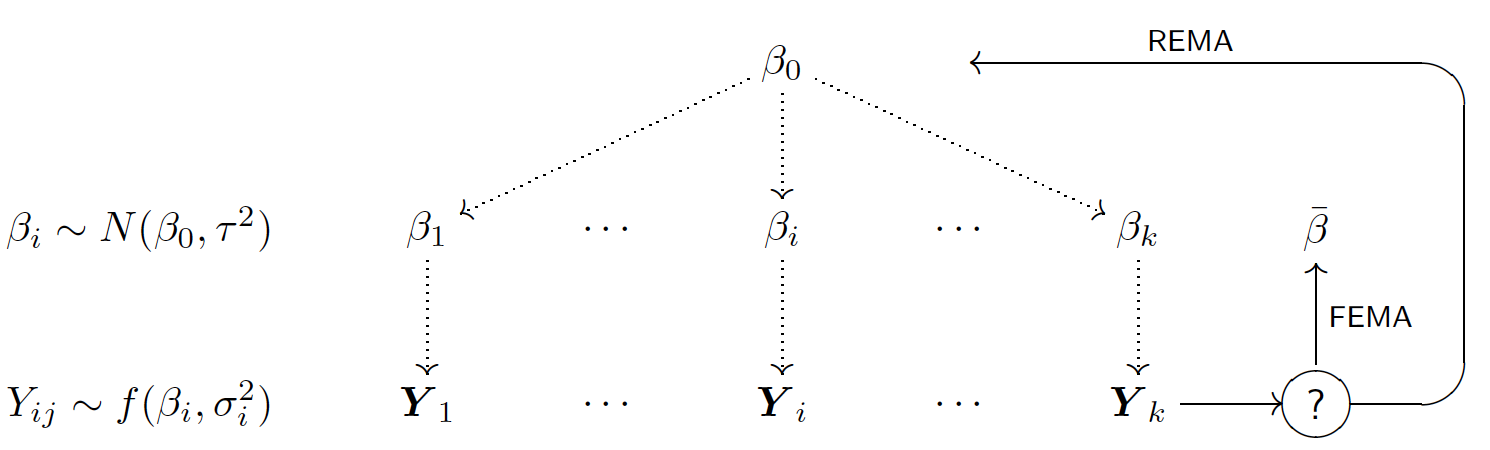 REMA
β₀
βᵢ ∼ N(β₀, τ²) β₁ ⋯ βᵢ ⋯ βₖ β̄
FEMA
Yᵢⱼ ∼ f(βᵢ, σᵢ²) 𝒀₁ ⋯ 𝒀ᵢ ⋯ 𝒀ₖ ?